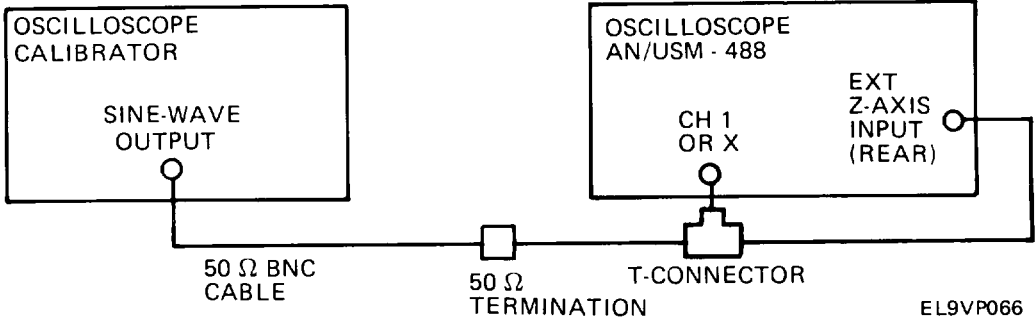 OSCILLOSCOPE
CALIBRATOR
SINE-WAVE
OUTPUT
OSCILLOSCOPE
AN/USM - 488
CH 1
OR X
EXT
Z-AXIS
INPUT
(REAR)
50 Ω BNC
CABLE
50 Ω
TERMINATION
T-CONNECTOR
EL9VP066